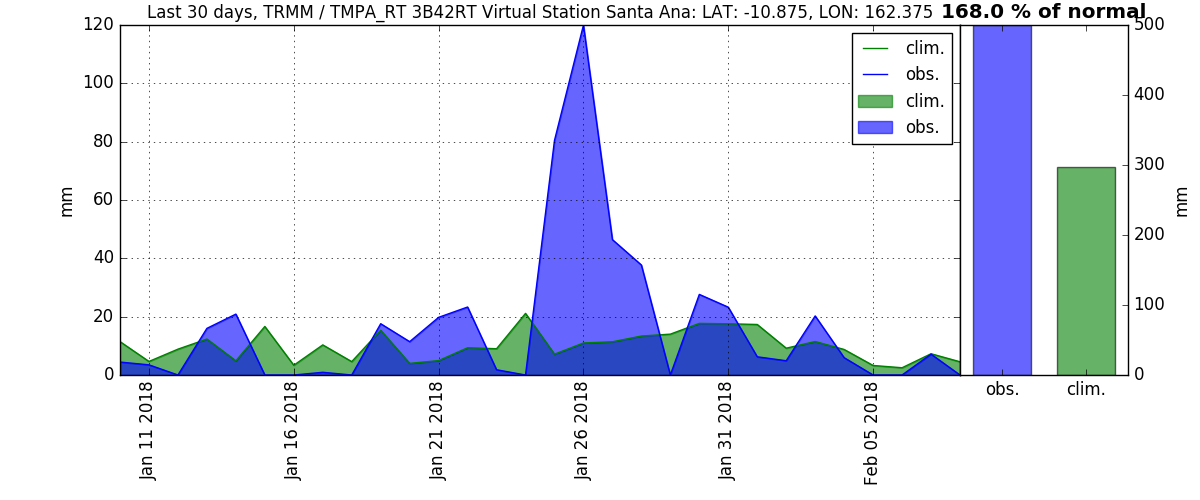 Last 30 days, TRMM / TMPA_RT 3B42RT Virtual Station Santa Ana: LAT: -10.875, LON: 162.375 168.0 % of normal
120
100
80
60
40
20
0
mm
clim.
obs.
clim.
obs.
Jan 11 2018
Jan 16 2018
Jan 21 2018
Jan 26 2018
Jan 31 2018
Feb 05 2018
500
400
300
200
100
0
mm
obs. clim.